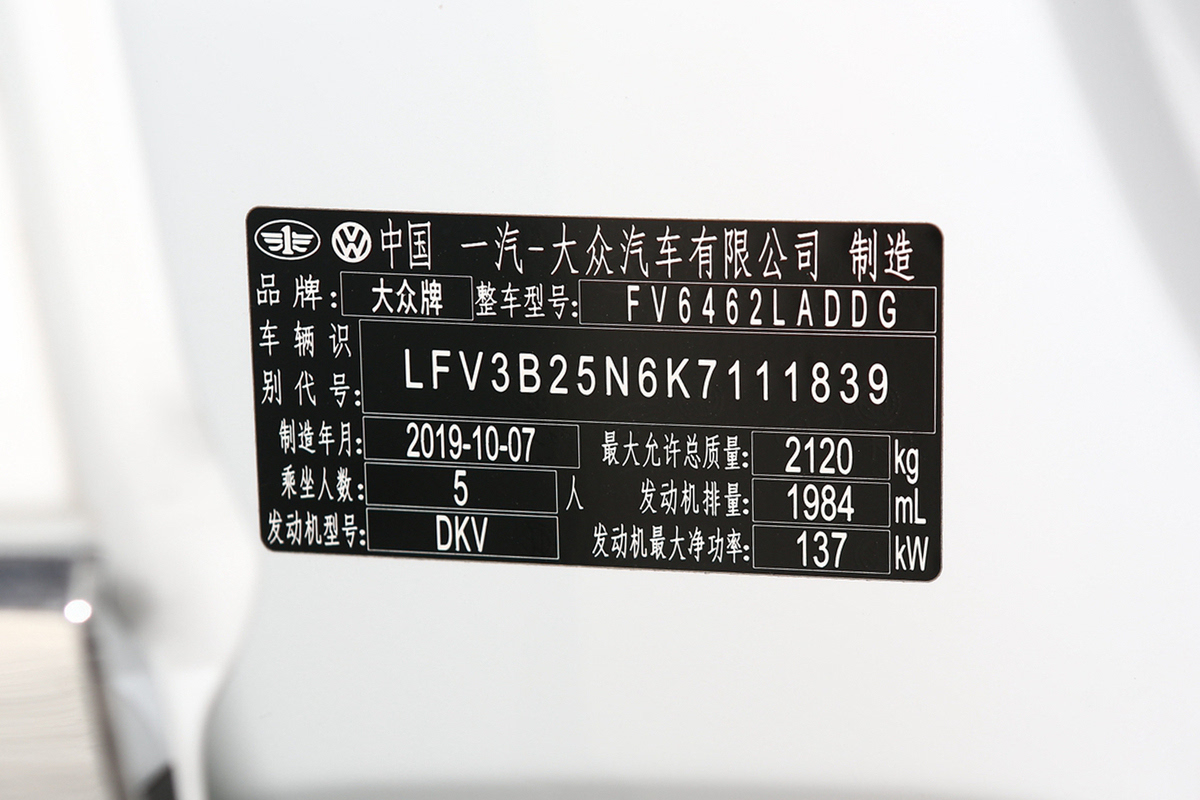 中国 一汽-大众汽车有限公司 制造
品牌: 大众牌 整车型号: FV6462LADDG
车辆识别代号: LFV3B25N6K7111839
制造年月: 2019-10-07 最大允许总质量: 2120 kg
乘坐人数: 5 人 发动机排量: 1984 mL
发动机型号: DKV 发动机最大净功率: 137 kW